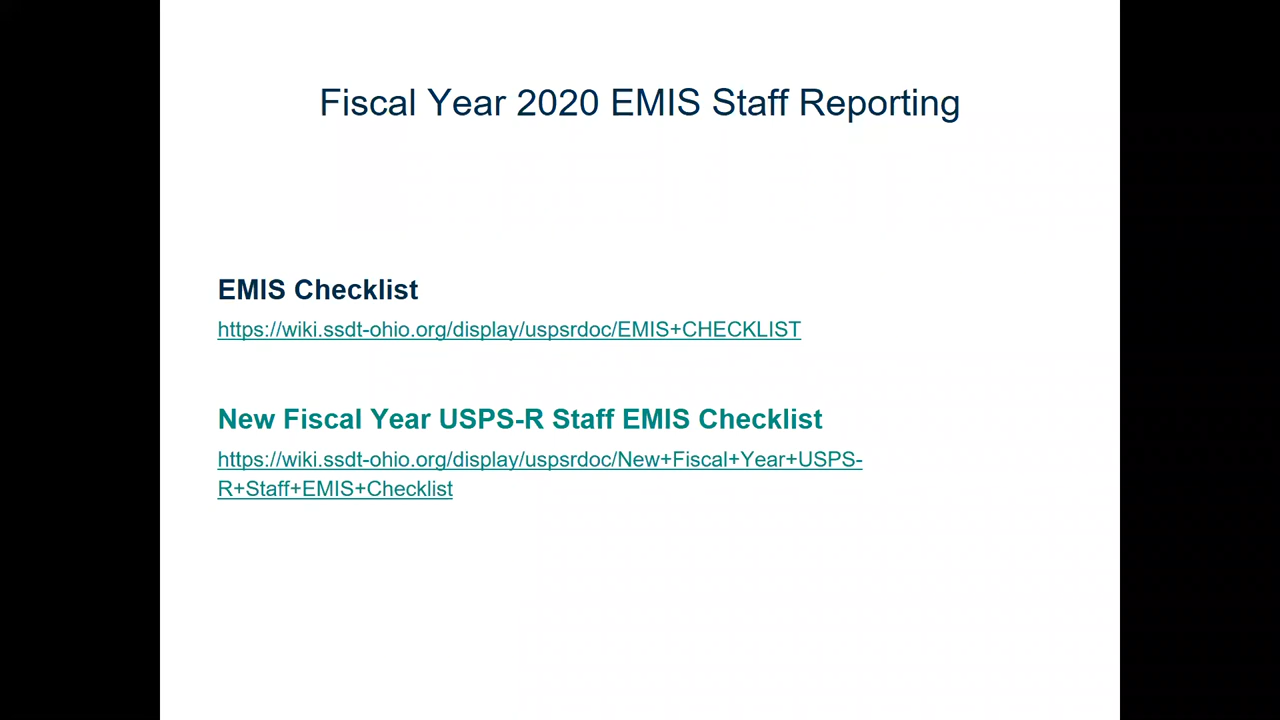 Fiscal Year 2020 EMIS Staff Reporting
EMIS Checklist
https://wiki.ssdt-ohio.org/display/uspsrdoc/EMIS+CHECKLIST
New Fiscal Year USPS-R Staff EMIS Checklist
https://wiki.ssdt-ohio.org/display/uspsrdoc/New+Fiscal+Year+USPS-
R+Staff+EMIS+Checklist